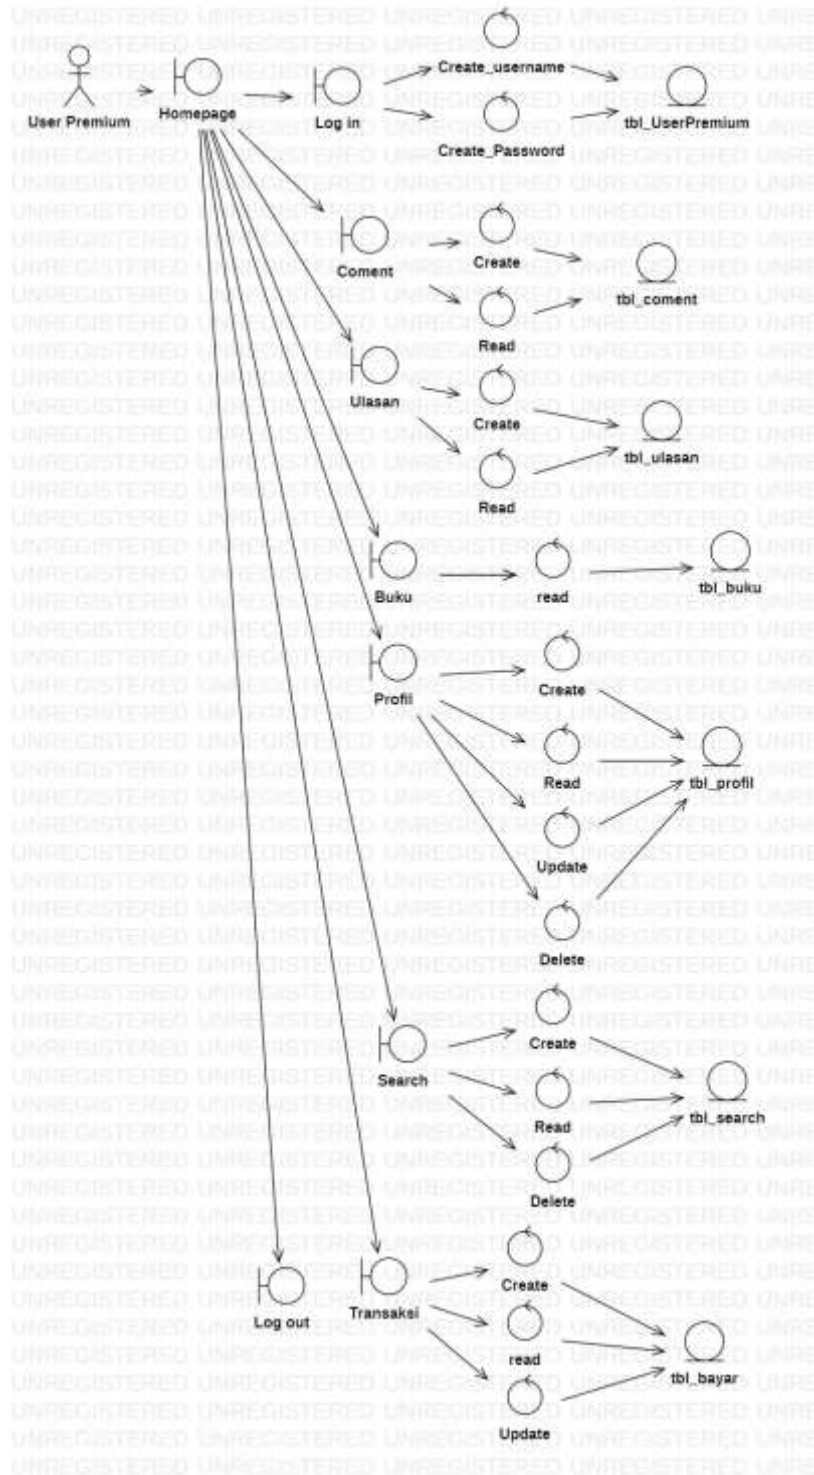 User Premium
Homepage
Log in
Create_username
Create_Password
tbl_UserPremium
Coment
Create
Read
tbl_coment
Ulasan
Create
Read
tbl_ulasan
Buku
read
tbl_buku
Profil
Create
Read
Update
Delete
tbl_profil
Search
Create
Read
Delete
tbl_search
Log out
Transaksi
Create
read
Update
tbl_bayar
UNREGISTERED